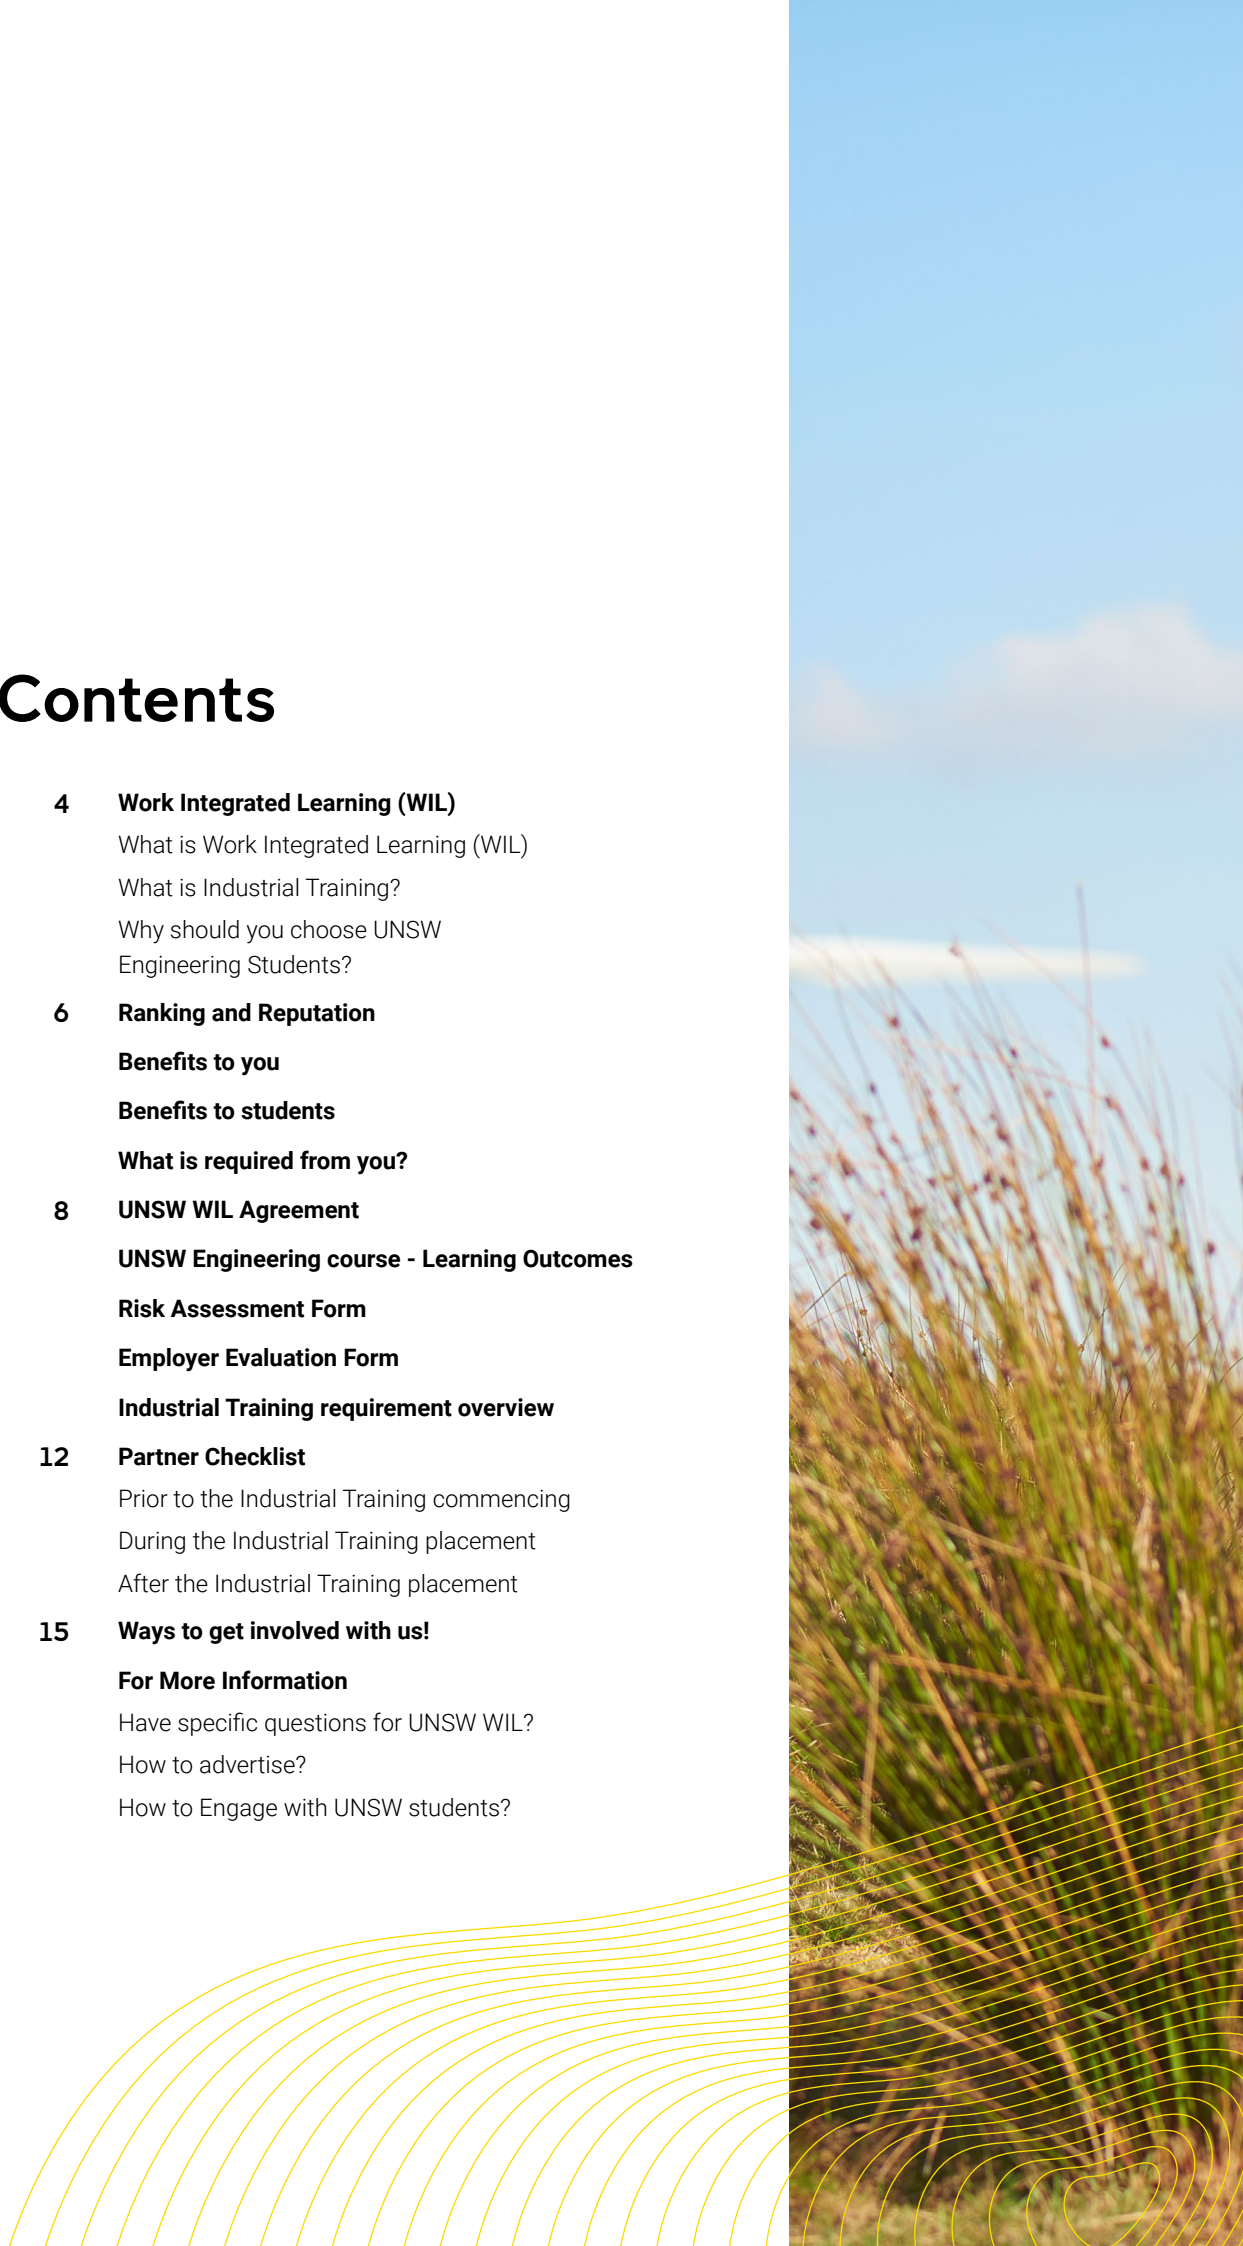 Contents
4 Work Integrated Learning (WIL)
What is Work Integrated Learning (WIL)
What is Industrial Training?
Why should you choose UNSW
Engineering Students?
6 Ranking and Reputation
Benefits to you
Benefits to students
What is required from you?
8 UNSW WIL Agreement
UNSW Engineering course - Learning Outcomes
Risk Assessment Form
Employer Evaluation Form
Industrial Training requirement overview
12 Partner Checklist
Prior to the Industrial Training commencing
During the Industrial Training placement
After the Industrial Training placement
15 Ways to get involved with us!
For More Information
Have specific questions for UNSW WIL?
How to advertise?
How to Engage with UNSW students?